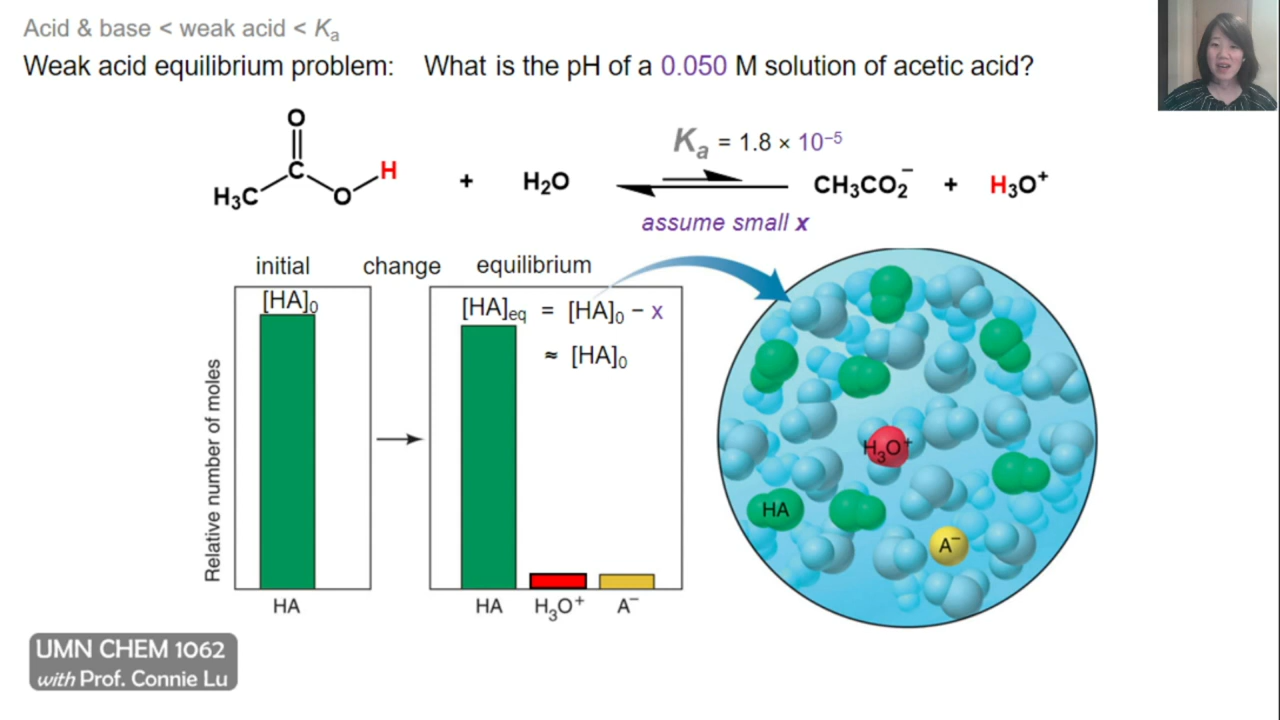 Acid & base < weak acid < Kₐ
Weak acid equilibrium problem: What is the pH of a 0.050 M solution of acetic acid?
O
C
H
H₃C
O
+
H₂O
Kₐ = 1.8 × 10⁻⁵
assume small x
CH₃CO₂⁻ + H₃O⁺
initial change equilibrium
[HA]₀
[HA]eq = [HA]₀ − x
≈ [HA]₀
Relative number of moles
HA
HA H₃O⁺ A⁻
H₃O⁺
HA
A⁻
UMN CHEM 1062
with Prof. Connie Lu